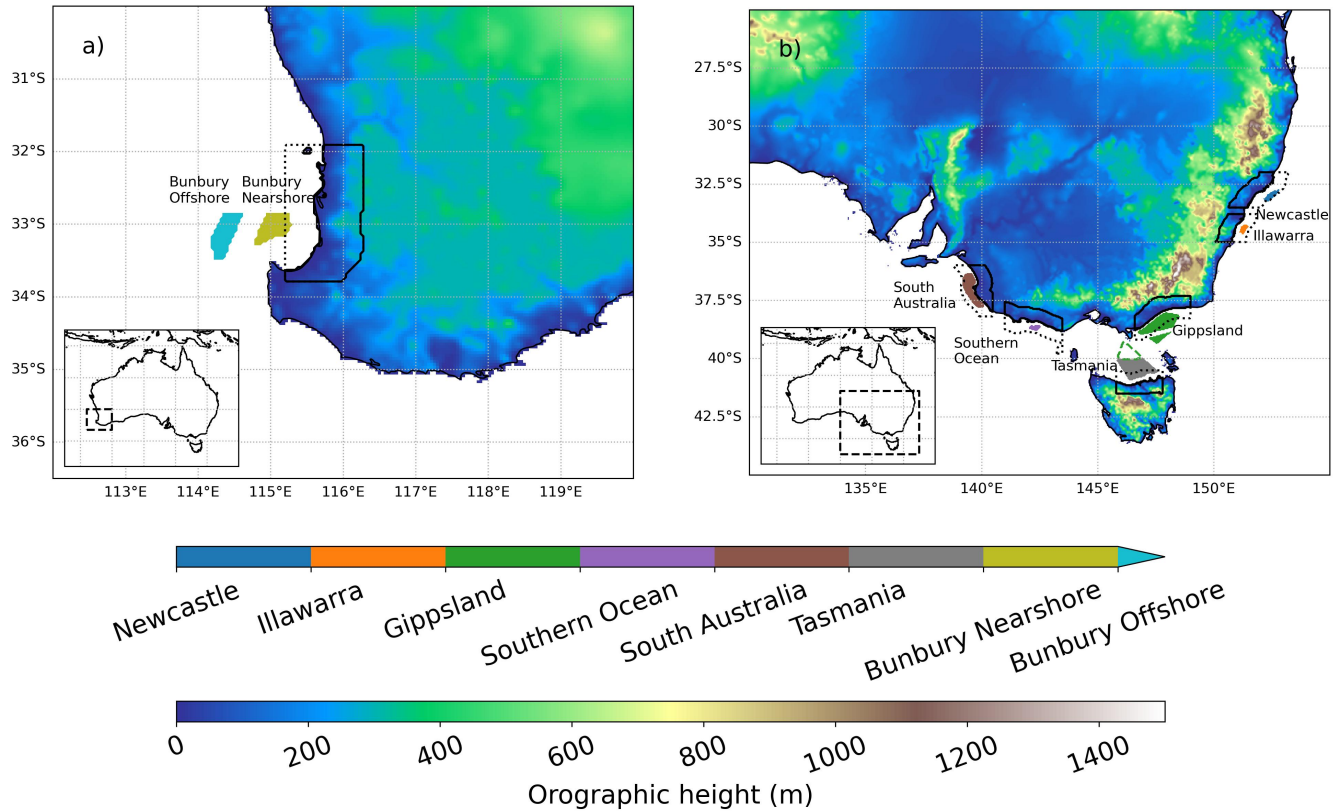 a)
31°S
32°S
33°S
34°S
35°S
36°S
Bunbury
Offshore
Bunbury
Nearshore
113°E
114°E
115°E
116°E
117°E
118°E
119°E
b)
27.5°S
30°S
32.5°S
35°S
37.5°S
40°S
42.5°S
Newcastle
Illawarra
South
Australia
Gippsland
Southern
Ocean
Tasmania
135°E
140°E
145°E
150°E
Newcastle
Illawarra
Gippsland
Southern Ocean
South Australia
Tasmania
Bunbury Nearshore
Bunbury Offshore
0
200
400
600
800
1000
1200
1400
Orographic height (m)